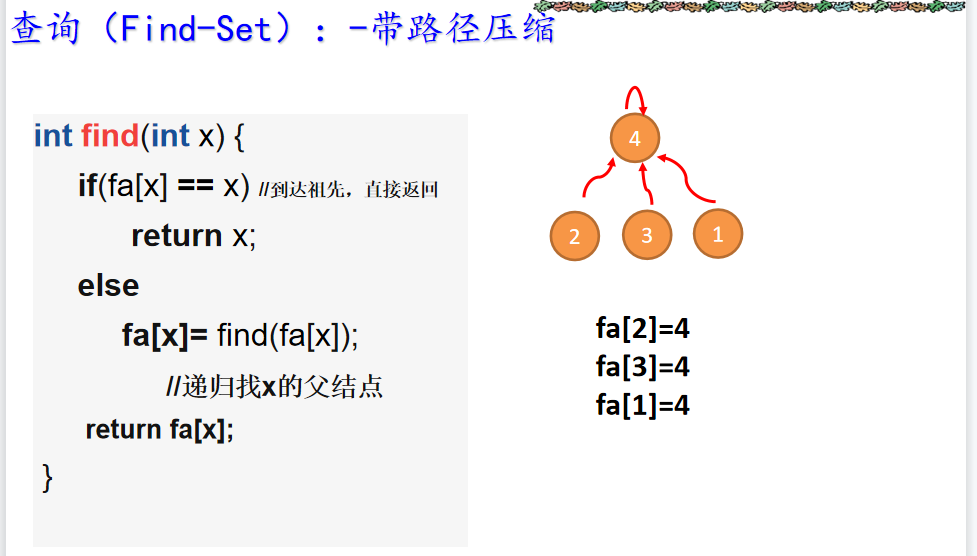 查询（Find-Set）：-带路径压缩
int find(int x) {
if(fa[x] == x) //到达祖先，直接返回
return x;
else
fa[x]= find(fa[x]);
//递归找x的父结点
return fa[x];
}
4
2 3 1
fa[2]=4
fa[3]=4
fa[1]=4